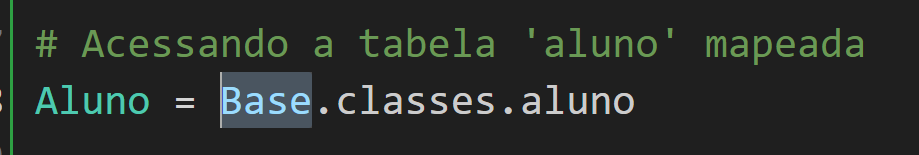 # Acessando a tabela 'aluno' mapeada
Aluno = Base.classes.aluno